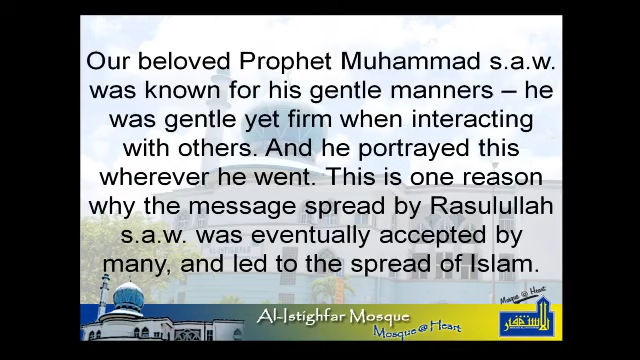 Our beloved Prophet Muhammad s.a.w.
was known for his gentle manners – he
was gentle yet firm when interacting
with others. And he portrayed this
wherever he went. This is one reason
why the message spread by Rasulullah
s.a.w. was eventually accepted by
many, and led to the spread of Islam.
Mosque @ Heart
Al-Istighfar Mosque
Mosque @ Heart
الاستغفار